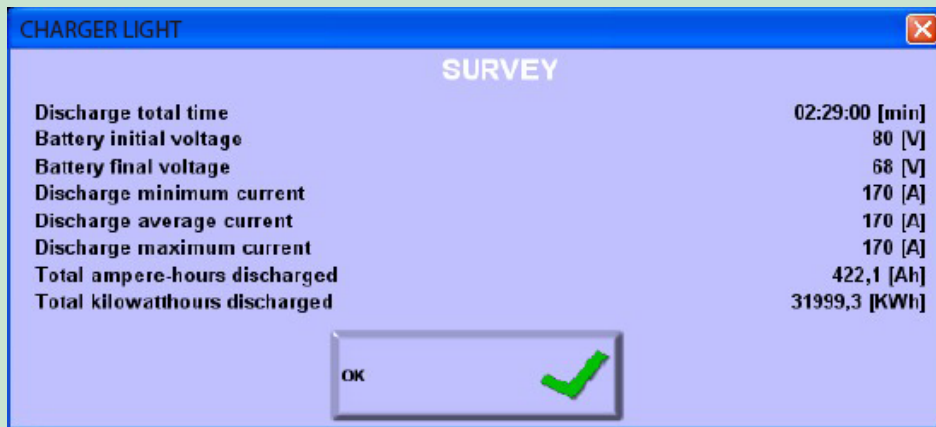 CHARGER LIGHT
SURVEY
Discharge total time 02:29:00 [min]
Battery initial voltage 80 [V]
Battery final voltage 68 [V]
Discharge minimum current 170 [A]
Discharge average current 170 [A]
Discharge maximum current 170 [A]
Total ampere-hours discharged 422,1 [Ah]
Total kilowatthours discharged 31999,3 [KWh]
OK